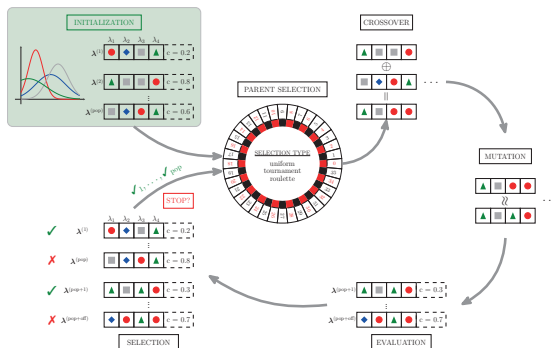 INITIALIZATION
λ₁ λ₂ λ₃ λ₄
λ⁽¹⁾ c = 0.2
λ⁽²⁾ c = 0.8
⋮
λ⁽ᵖᵒᵖ⁾ c = 0.6
CROSSOVER
⊕
=
· · ·
PARENT SELECTION
SELECTION TYPE
uniform
tournament
roulette
MUTATION
≈
1, . . . , pop
STOP?
λ₁ λ₂ λ₃ λ₄
✓ λ⁽¹⁾ c = 0.2
⋮
✗ λ⁽ᵖᵒᵖ⁾ c = 0.8
✓ λ⁽ᵖᵒᵖ⁺¹⁾ c = 0.3
⋮
✗ λ⁽ᵖᵒᵖ⁺ᵒᶠᶠ⁾ c = 0.7
SELECTION
λ⁽ᵖᵒᵖ⁺¹⁾ c = 0.3
⋮
λ⁽ᵖᵒᵖ⁺ᵒᶠᶠ⁾ c = 0.7
EVALUATION